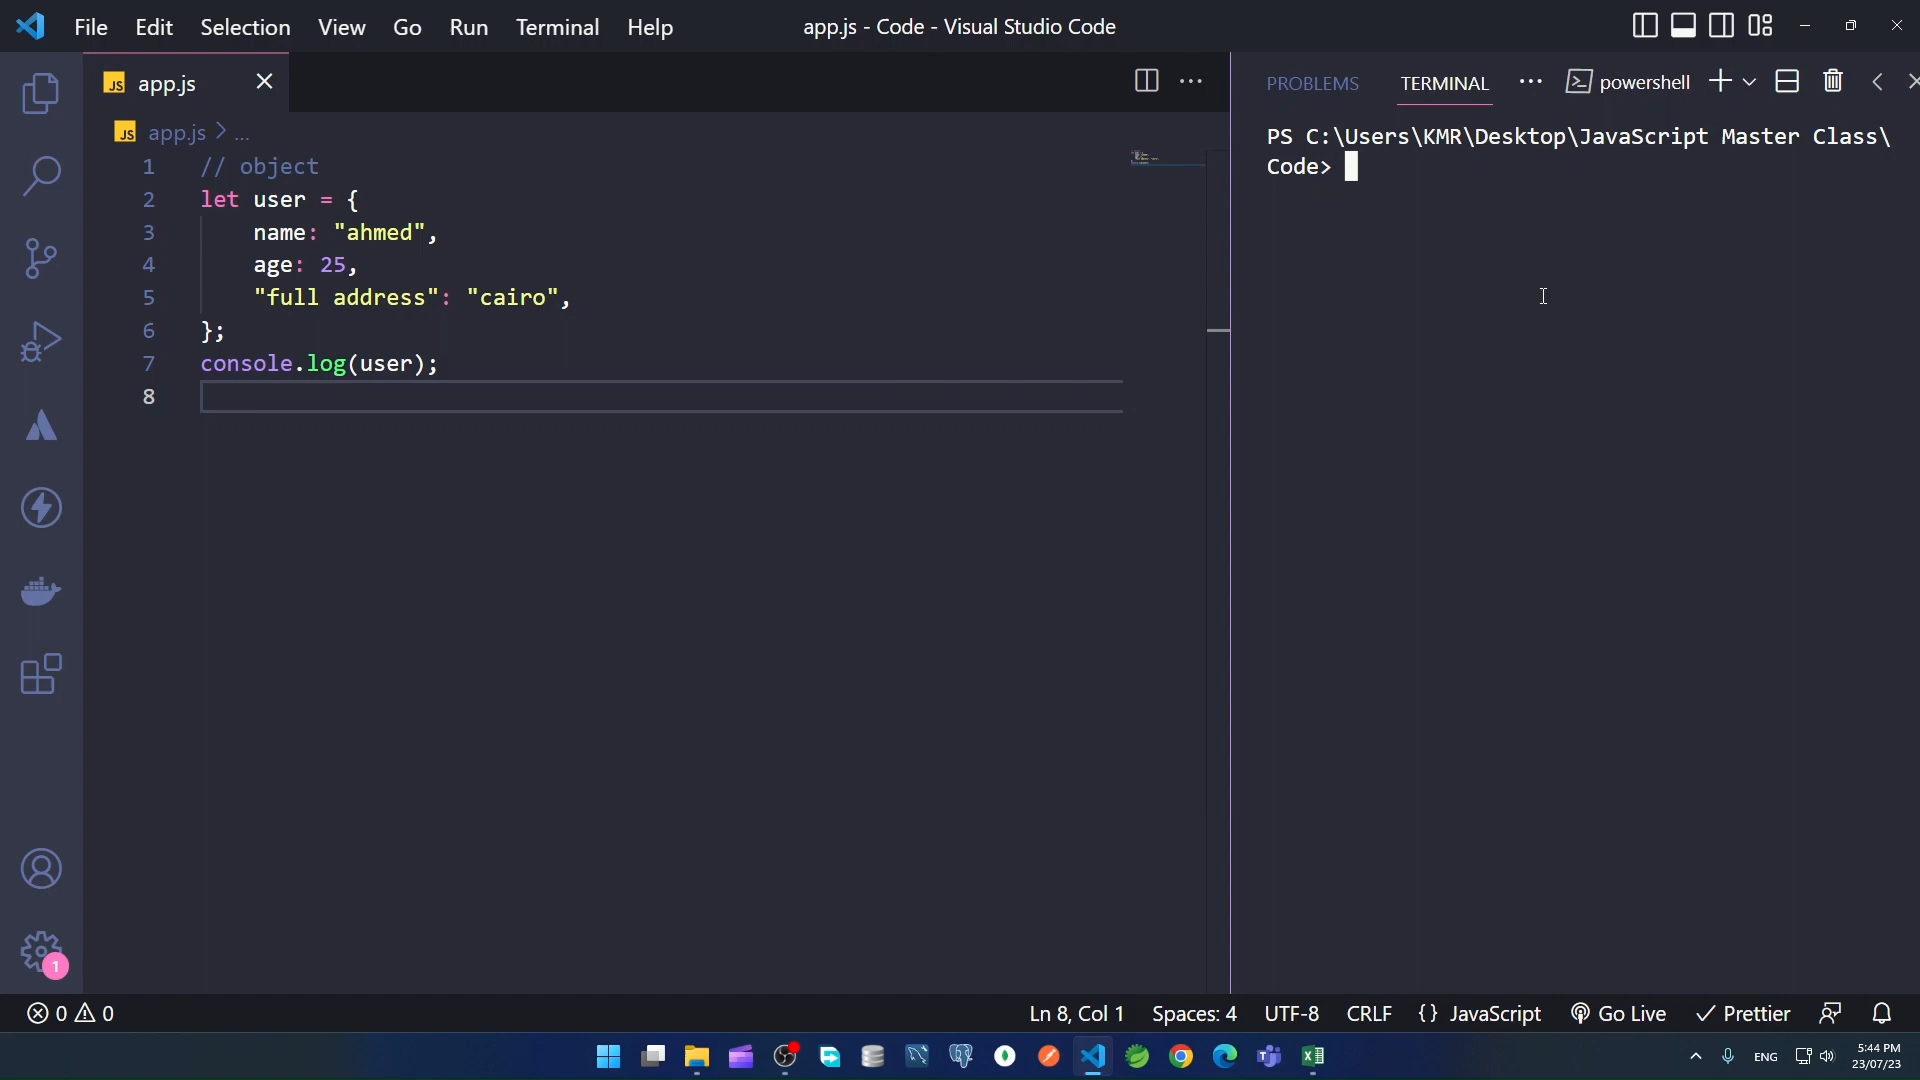 File Edit Selection View Go Run Terminal Help
app.js - Code - Visual Studio Code
JS app.js
JS app.js > ...
1 // object
2 let user = {
3     name: "ahmed",
4     age: 25,
5     "full address": "cairo",
6 };
7 console.log(user);
8
PROBLEMS TERMINAL ... powershell
PS C:\Users\KMR\Desktop\JavaScript Master Class\
Code>
1
0 0
Ln 8, Col 1 Spaces: 4 UTF-8 CRLF {} JavaScript Go Live Prettier
ENG
5:44 PM
23/07/23